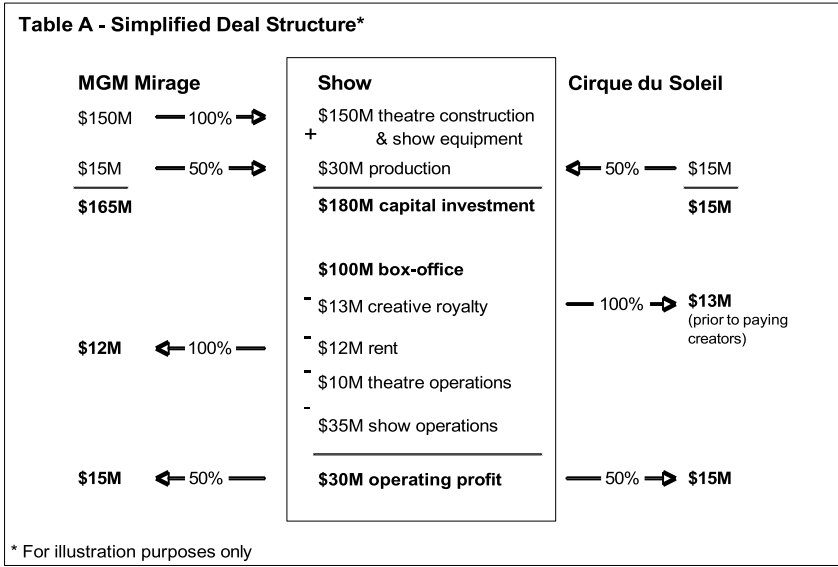 Table A - Simplified Deal Structure*
MGM Mirage Show Cirque du Soleil
$150M 100% $150M theatre construction
+ & show equipment
$15M 50% $30M production 50% $15M
$165M $180M capital investment $15M
$100M box-office
- $13M creative royalty 100% $13M
(prior to paying
creators)
$12M 100% - $12M rent
- $10M theatre operations
- $35M show operations
$15M 50% $30M operating profit 50% $15M
* For illustration purposes only